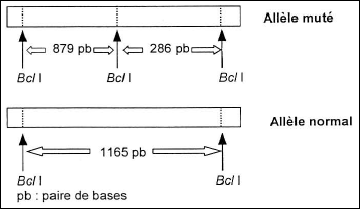 Allèle muté
879 pb 286 pb
Bcl I Bcl I Bcl I
Allèle normal
1165 pb
Bcl I Bcl I
pb : paire de bases